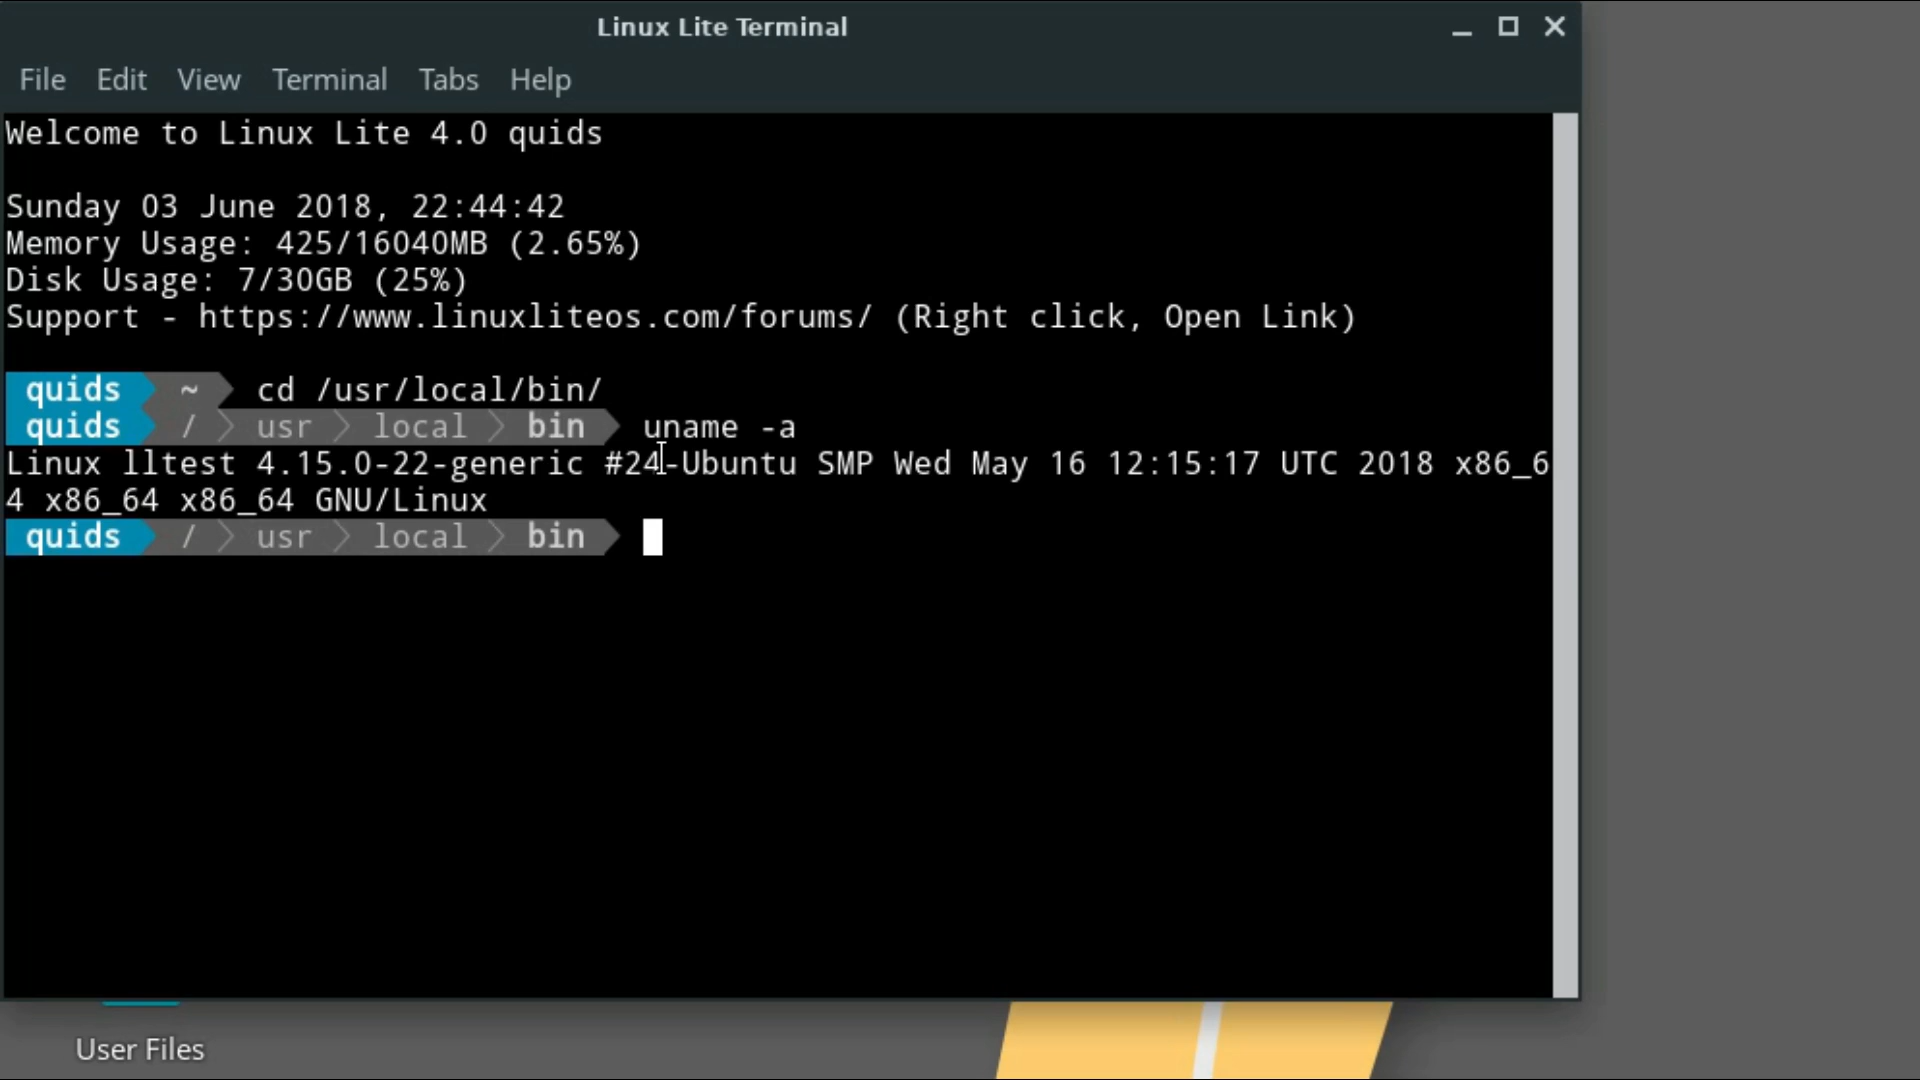 Linux Lite Terminal
File Edit View Terminal Tabs Help
Welcome to Linux Lite 4.0 quids
Sunday 03 June 2018, 22:44:42
Memory Usage: 425/16040MB (2.65%)
Disk Usage: 7/30GB (25%)
Support - https://www.linuxliteos.com/forums/ (Right click, Open Link)
quids ~ cd /usr/local/bin/
quids / usr local bin uname -a
Linux lltest 4.15.0-22-generic #24-Ubuntu SMP Wed May 16 12:15:17 UTC 2018 x86_6
4 x86_64 x86_64 GNU/Linux
quids / usr local bin
User Files